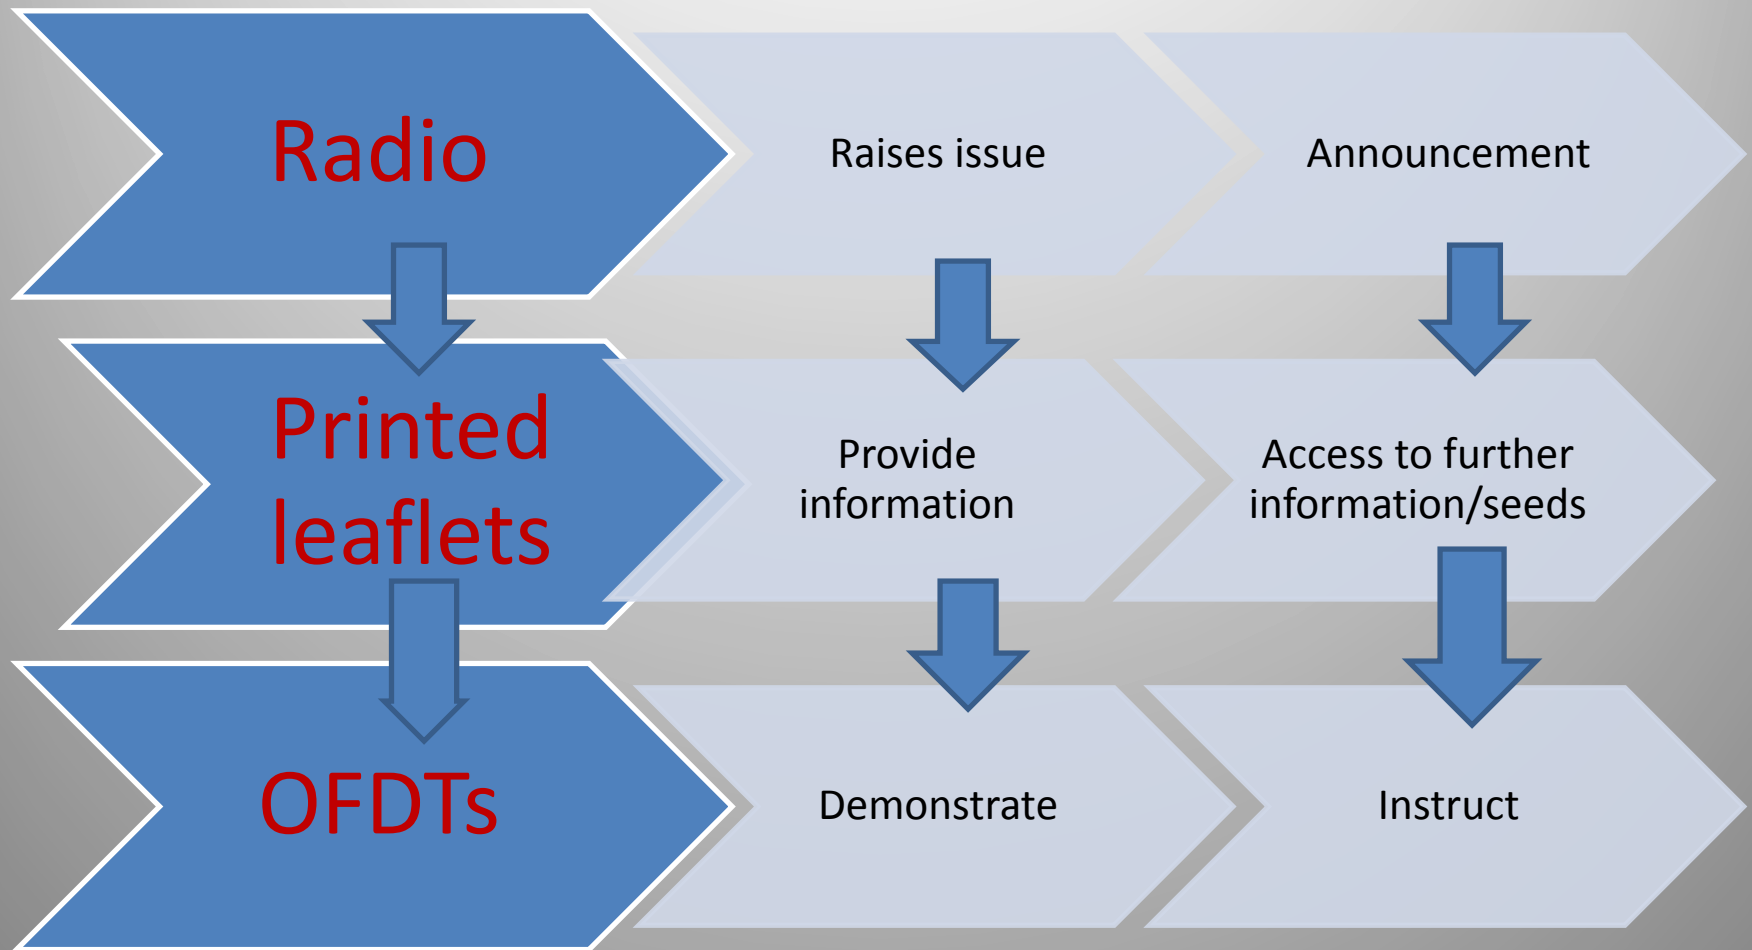 Radio
Raises issue
Announcement
Printed
leaflets
Provide
information
Access to further
information/seeds
OFDTs
Demonstrate
Instruct